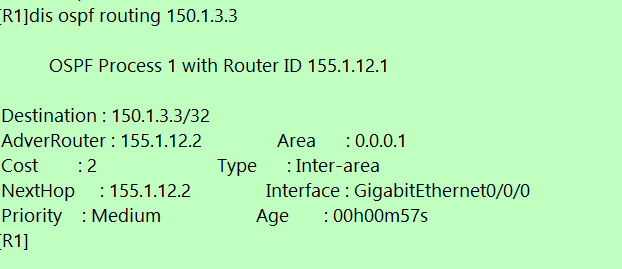 [R1]dis ospf routing 150.1.3.3
OSPF Process 1 with Router ID 155.1.12.1
Destination : 150.1.3.3/32
AdverRouter : 155.1.12.2 Area : 0.0.0.1
Cost : 2 Type : Inter-area
NextHop : 155.1.12.2 Interface : GigabitEthernet0/0/0
Priority : Medium Age : 00h00m57s
[R1]